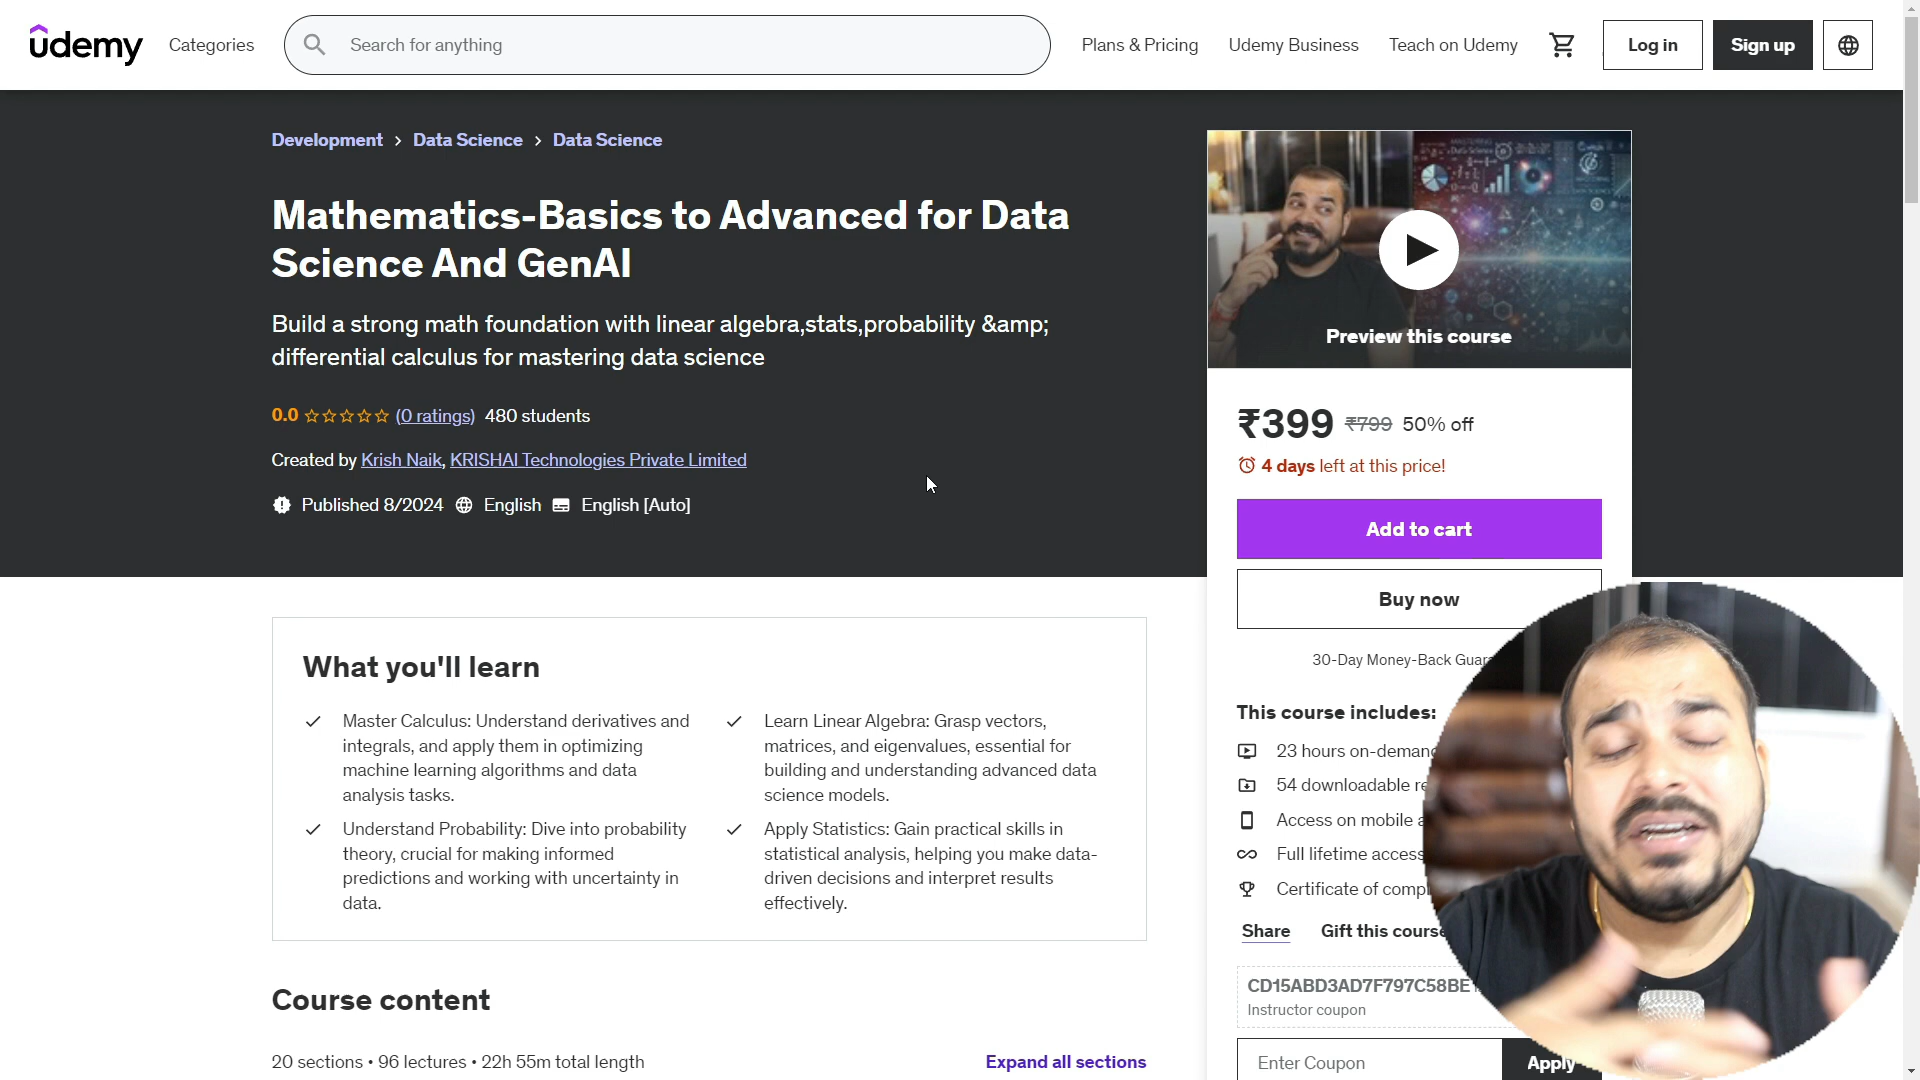 ûdemy
Categories
Search for anything
Plans & Pricing
Udemy Business
Teach on Udemy
Log in
Sign up
Development > Data Science > Data Science
Mathematics-Basics to Advanced for Data
Science And GenAI
Build a strong math foundation with linear algebra,stats,probability &amp;
differential calculus for mastering data science
0.0 (0 ratings) 480 students
Created by Krish Naik, KRISHAI Technologies Private Limited
Published 8/2024 English English [Auto]
Preview this course
₹399 ₹799 50% off
4 days left at this price!
Add to cart
Buy now
30-Day Money-Back
This course includes:
23 hours
54 downloadable
Access on mobile
Full lifetime access
Certificate of
Share
Gift this course
CD15ABD3AD7F797C58BE
Instructor coupon
Enter Coupon
Apply
What you'll learn
Master Calculus: Understand derivatives and
integrals, and apply them in optimizing
machine learning algorithms and data
analysis tasks.
Learn Linear Algebra: Grasp vectors,
matrices, and eigenvalues, essential for
building and understanding advanced data
science models.
Understand Probability: Dive into probability
theory, crucial for making informed
predictions and working with uncertainty in
data.
Apply Statistics: Gain practical skills in
statistical analysis, helping you make data-
driven decisions and interpret results
effectively.
Course content
20 sections • 96 lectures • 22h 55m total length
Expand all sections